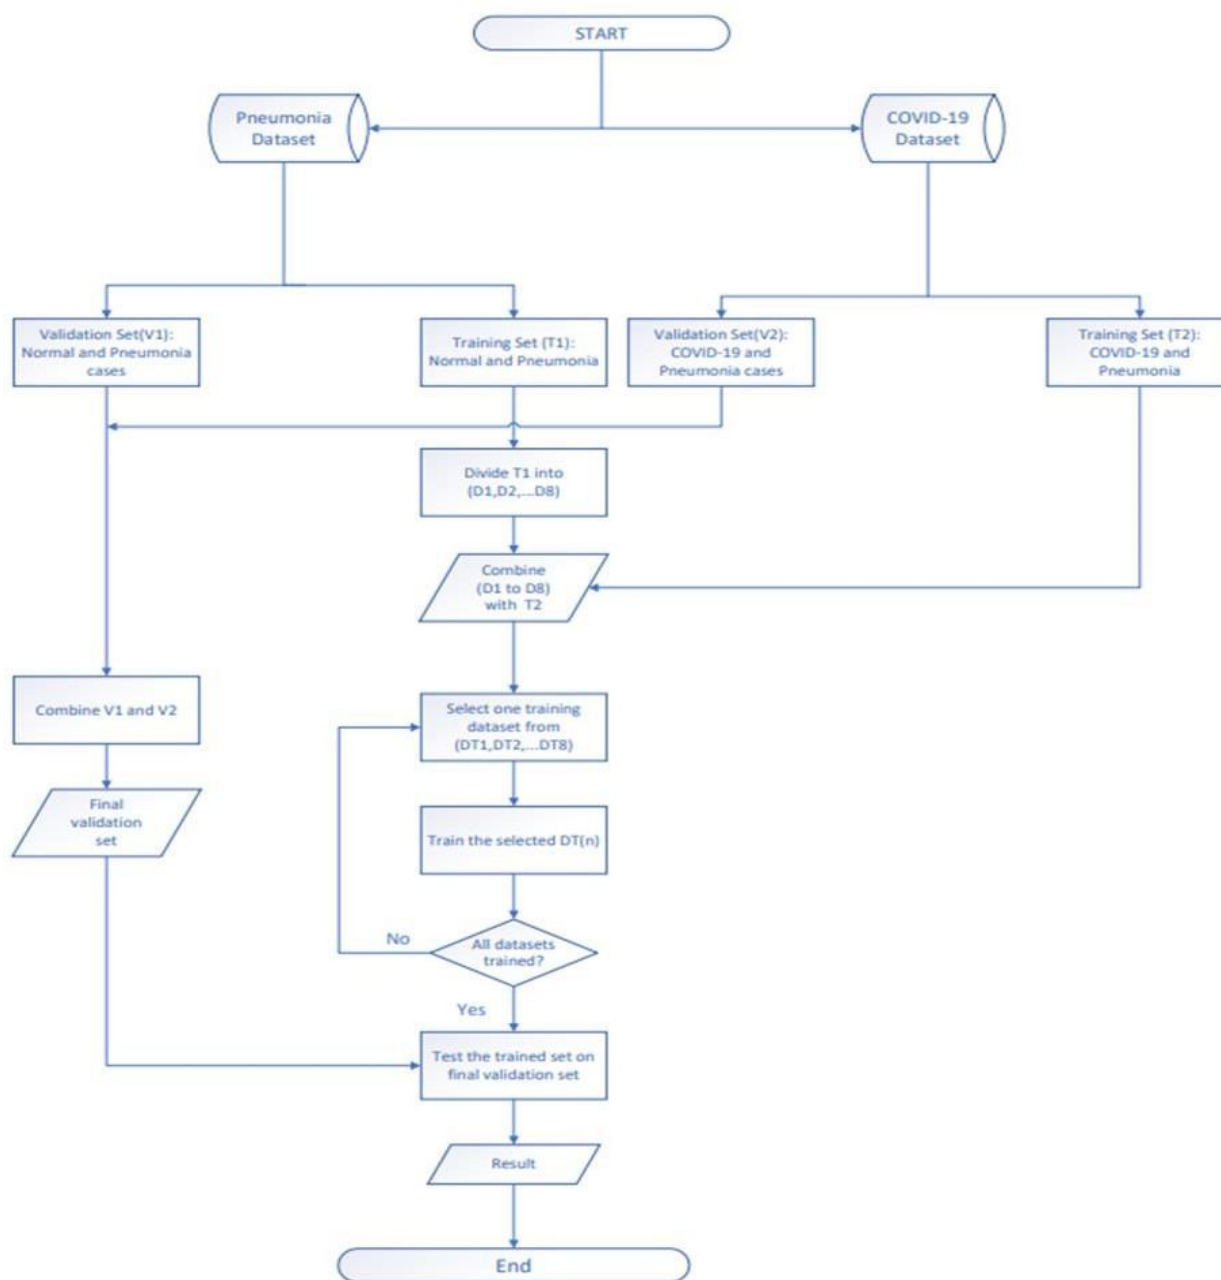 START
Pneumonia
Dataset
COVID-19
Dataset
Validation Set(V1):
Normal and Pneumonia
cases
Training Set (T1):
Normal and Pneumonia
Validation Set(V2):
COVID-19 and
Pneumonia cases
Training Set (T2):
COVID-19 and
Pneumonia
Divide T1 into
(D1,D2,...D8)
Combine
(D1 to D8)
with T2
Combine V1 and V2
Select one training
dataset from
(DT1,DT2,...DT8)
Final
validation
set
Train the selected DT(n)
No
All datasets
trained?
Yes
Test the trained set on
final validation set
Result
End